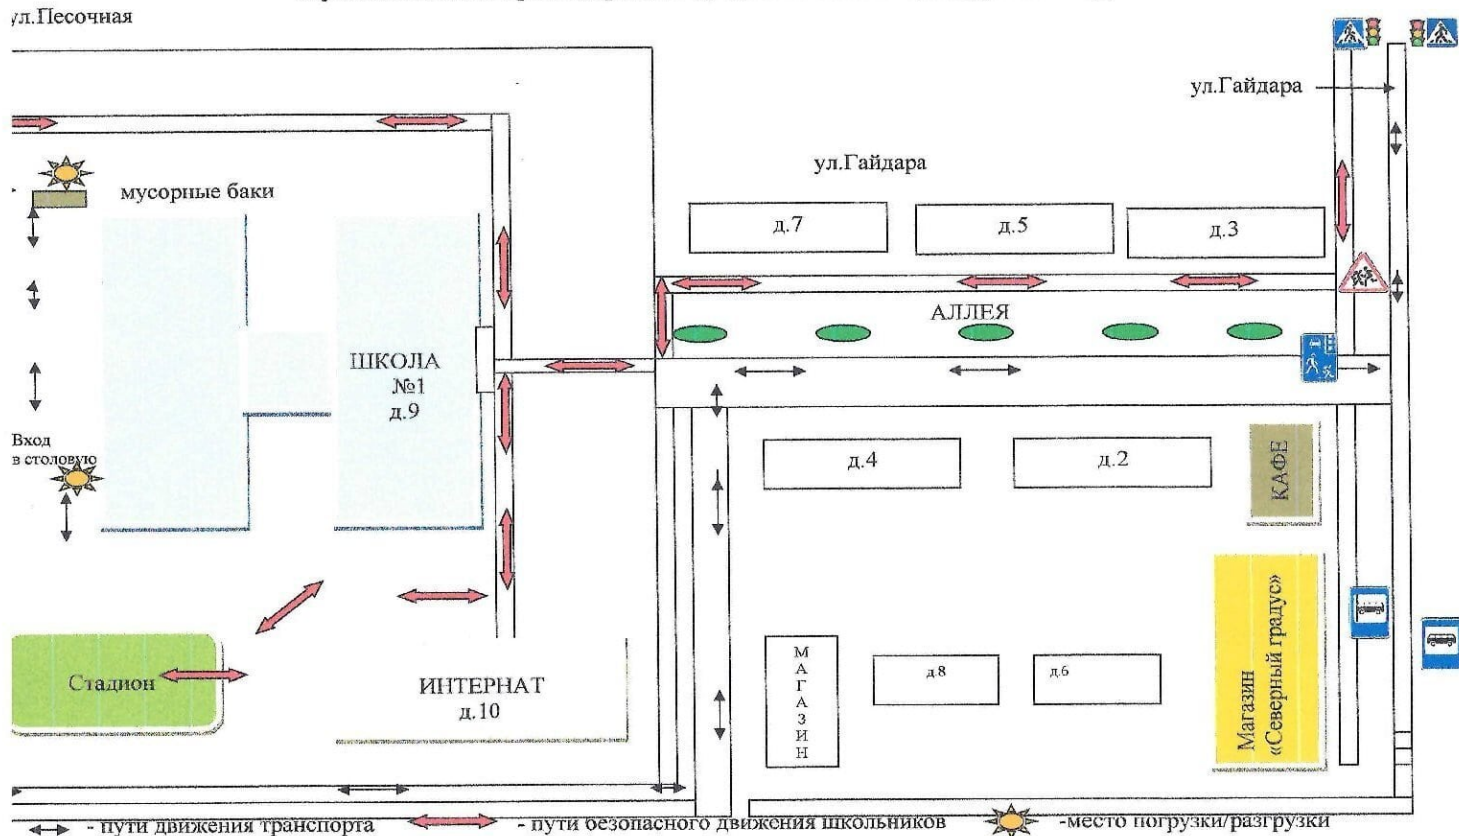 ул.Песочная
ул.Гайдара
ул.Гайдара
мусорные баки
д.7
д.5
д.3
АЛЛЕЯ
ШКОЛА
№1
д.9
Вход
в столовую
д.4
д.2
КАФЕ
Стадион
ИНТЕРНАТ
д.10
МАГАЗИН
д.8
д.6
Магазин
«Северный градус»
- пути движения транспорта
- пути безопасного движения школьников
-место погрузки/разгрузки